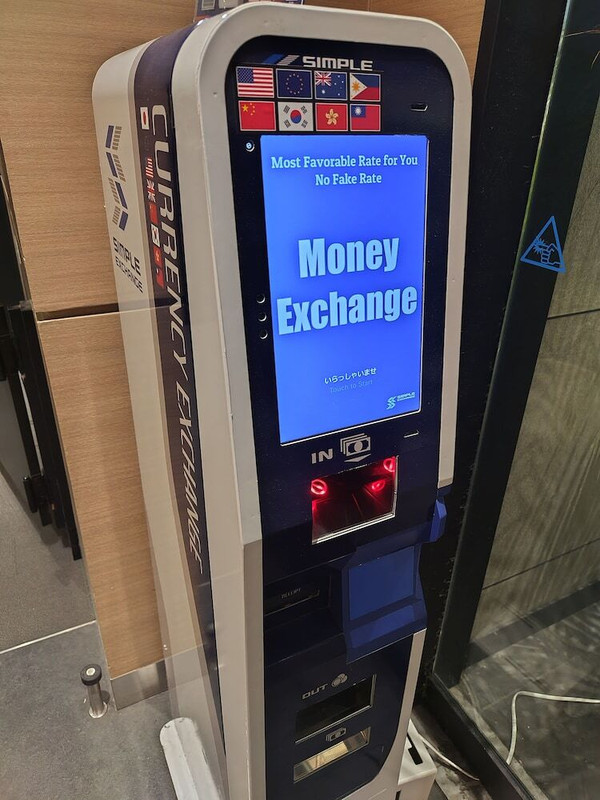 SIMPLE
Most Favorable Rate for You
No Fake Rate
Money
Exchange
いらっしゃいませ
Touch to Start
SIMPLE
IN
OUT
SIMPLE
EXCHANGE
CURRENCY EXCHANGE